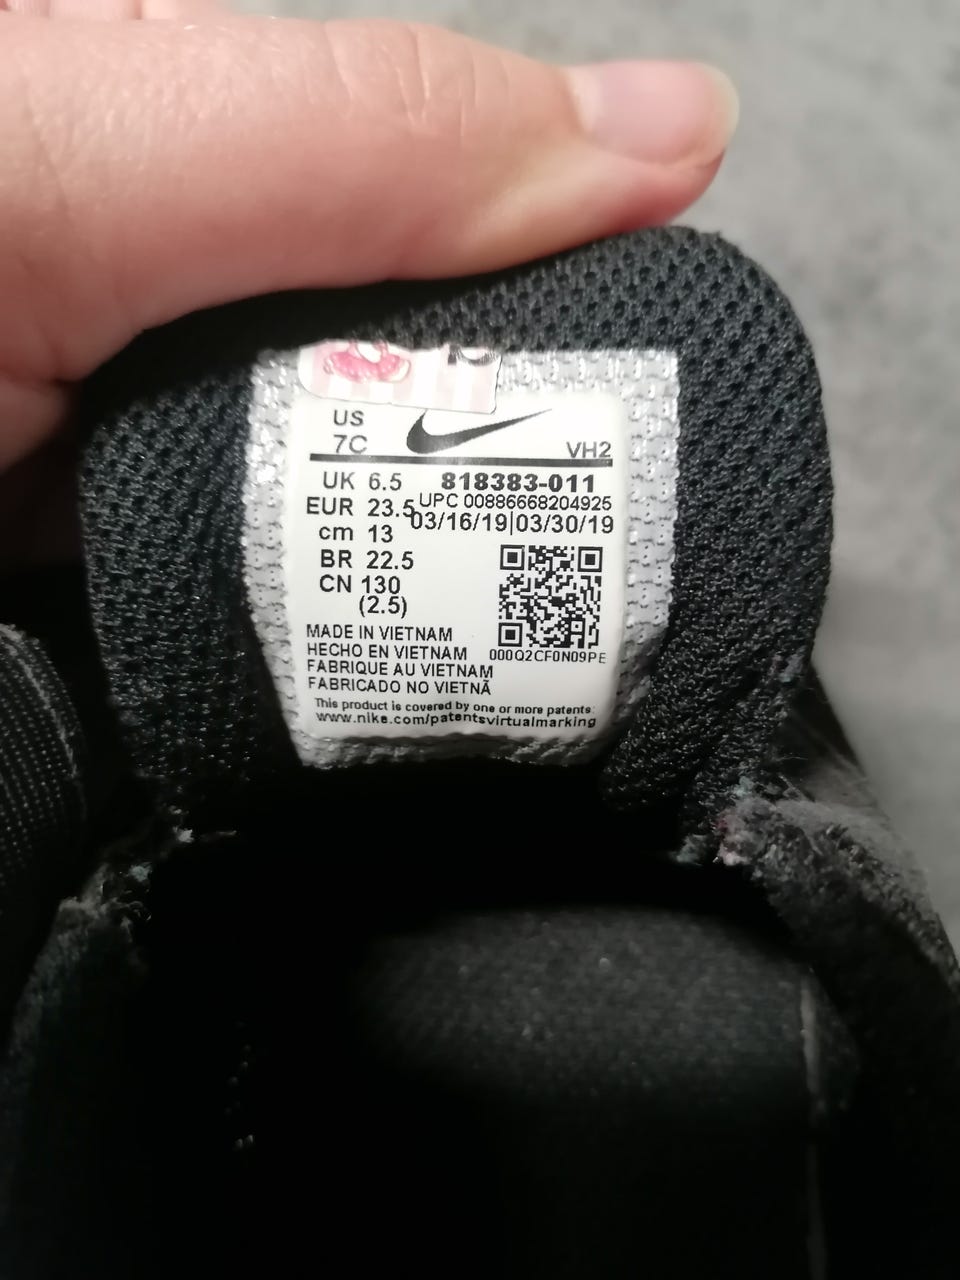 US
7C
VH2
UK 6.5
818383-011
EUR 23.5
UPC 00886668204925
cm 13
03/16/19|03/30/19
BR 22.5
CN 130
(2.5)
MADE IN VIETNAM
HECHO EN VIETNAM
000Q2CF0N09PE
FABRIQUE AU VIETNAM
FABRICADO NO VIETNÃ
This product is covered by one or more patents:
www.nike.com/patentsvirtualmarking